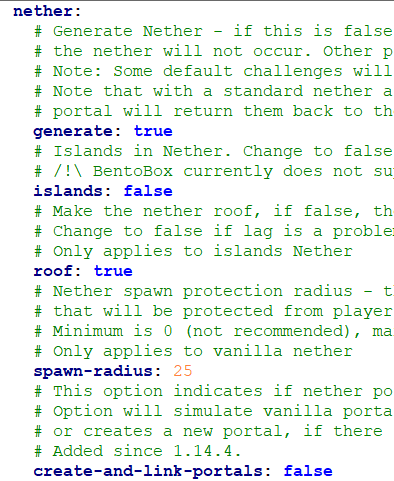 nether:
# Generate Nether - if this is false
the nether will not occur. Other p
# Note: Some default challenges will
# Note that with a standard nether a
# portal will return them back to th
generate: true
# Islands in Nether. Change to false
# /!\ BentoBox currently does not su
islands: false
# Make the nether roof, if false, th
# Change to false if lag is a proble
# Only applies to islands Nether
roof: true
# Nether spawn protection radius - t
# that will be protected from player
# Minimum is 0 (not recommended), ma
# Only applies to vanilla nether
spawn-radius: 25
# This option indicates if nether po
# Option will simulate vanilla porta
# or creates a new portal, if there
# Added since 1.14.4.
create-and-link-portals: false